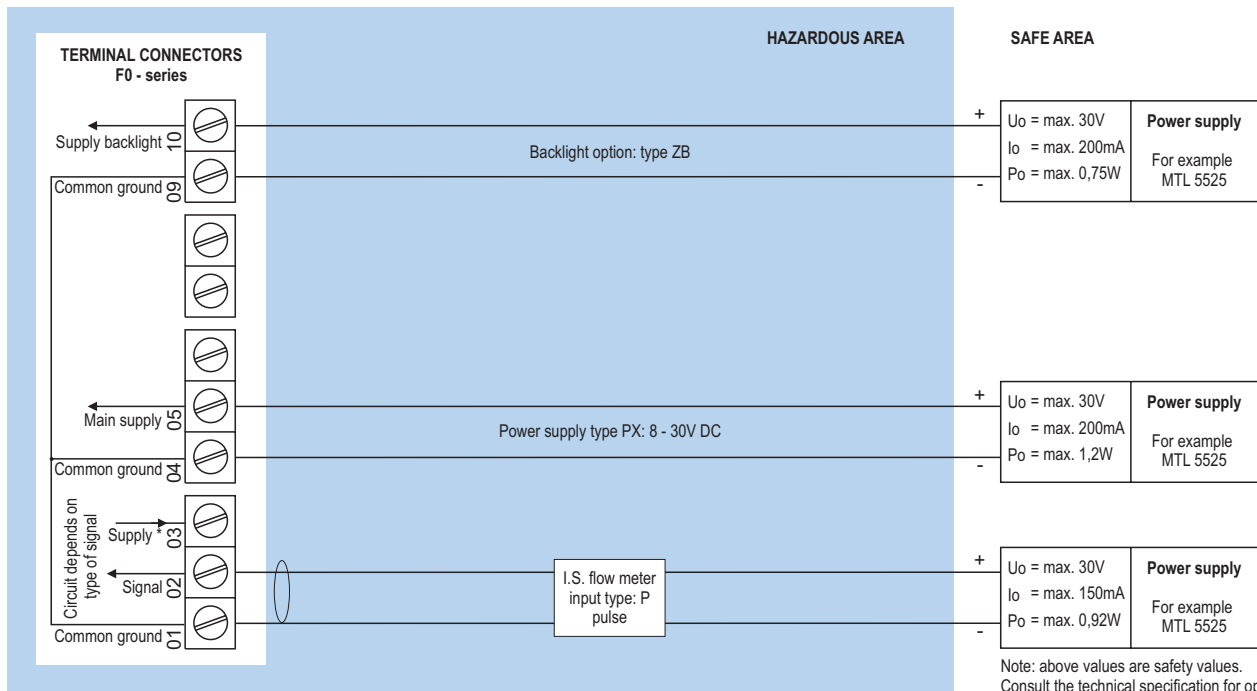 HAZARDOUS AREA
SAFE AREA
TERMINAL CONNECTORS
F0 - series
Supply backlight
10
Common ground
09
Backlight option: type ZB
+
-
Uo = max. 30V
Io = max. 200mA
Po = max. 0,75W
Power supply
For example
MTL 5525
Main supply
05
Common ground
04
Power supply type PX: 8 - 30V DC
+
-
Uo = max. 30V
Io = max. 200mA
Po = max. 1,2W
Power supply
For example
MTL 5525
Circuit depends on
type of signal
Supply *
03
Signal
02
Common ground
01
I.S. flow meter
input type: P
pulse
+
-
Uo = max. 30V
Io = max. 150mA
Po = max. 0,92W
Power supply
For example
MTL 5525
Note: above values are safety values.
Consult the technical specification for